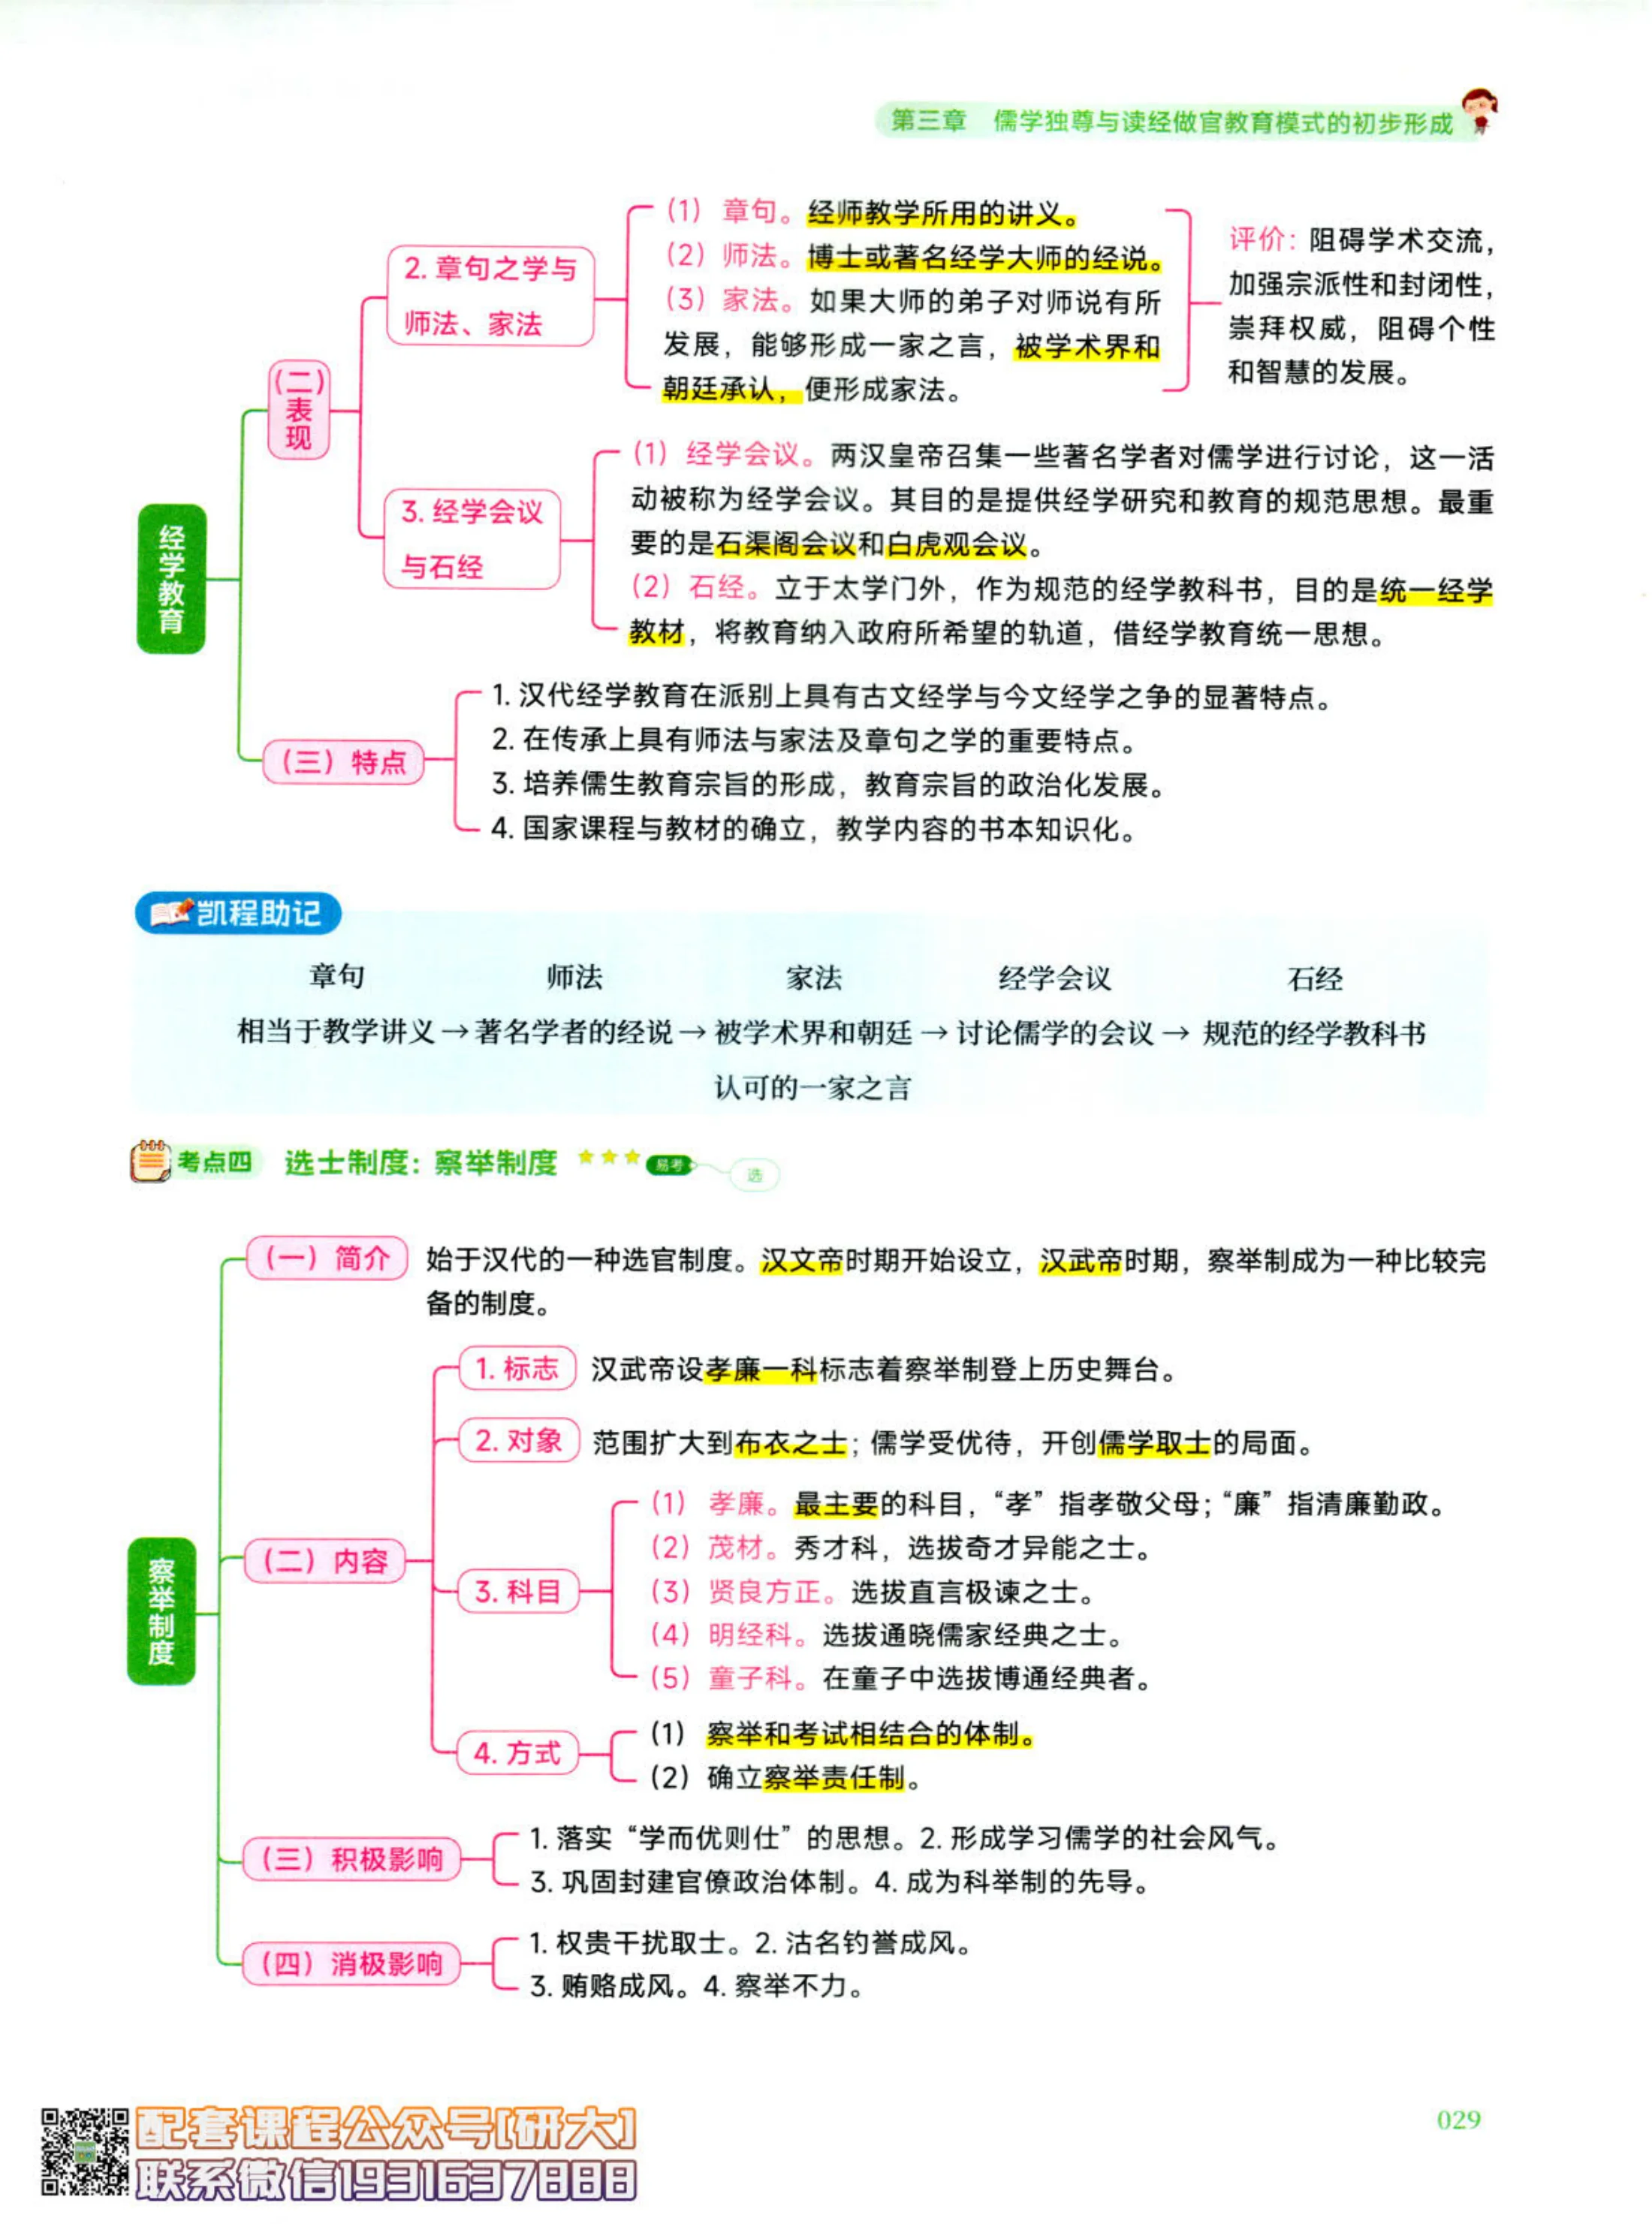 第三章 儒学独尊与读经做官教育模式的初步形成
经学教育
(二)表现
2. 章句之学与
师法、家法
(1) 章句。经师教学所用的讲义。
(2) 师法。博士或著名经学大师的经说。
(3) 家法。如果大师的弟子对师说有所
发展，能够形成一家之言，被学术界和
朝廷承认，便形成家法。
评价：阻碍学术交流，
加强宗派性和封闭性，
崇拜权威，阻碍个性
和智慧的发展。
3. 经学会议
与石经
(1) 经学会议。两汉皇帝召集一些著名学者对儒学进行讨论，这一活
动被称为经学会议。其目的是提供经学研究和教育的规范思想。最重
要的是石渠阁会议和白虎观会议。
(2) 石经。立于太学门外，作为规范的经学教科书，目的是统一经学
教材，将教育纳入政府所希望的轨道，借经学教育统一思想。
(三) 特点
1. 汉代经学教育在派别上具有古文经学与今文经学之争的显著特点。
2. 在传承上具有师法与家法及章句之学的重要特点。
3. 培养儒生教育宗旨的形成，教育宗旨的政治化发展。
4. 国家课程与教材的确立，教学内容的书本知识化。
凯程助记
章句 师法 家法 经学会议 石经
相当于教学讲义→著名学者的经说→被学术界和朝廷→讨论儒学的会议→规范的经学教科书
认可的一家之言
考点四 选士制度：察举制度 ★★★ 易考 选
察举制度
(一) 简介
始于汉代的一种选官制度。汉文帝时期开始设立，汉武帝时期，察举制成为一种比较完
备的制度。
(二) 内容
1. 标志 汉武帝设孝廉一科标志着察举制登上历史舞台。
2. 对象 范围扩大到布衣之士；儒学受优待，开创儒学取士的局面。
3. 科目
(1) 孝廉。最主要的科目，“孝”指孝敬父母；“廉”指清廉勤政。
(2) 茂材。秀才科，选拔奇才异能之士。
(3) 贤良方正。选拔直言极谏之士。
(4) 明经科。选拔通晓儒家经典之士。
(5) 童子科。在童子中选拔博通经典者。
4. 方式
(1) 察举和考试相结合的体制。
(2) 确立察举责任制。
(三) 积极影响
1. 落实“学而优则仕”的思想。2. 形成学习儒学的社会风气。
3. 巩固封建官僚政治体制。4. 成为科举制的先导。
(四) 消极影响
1. 权贵干扰取士。2. 沽名钓誉成风。
3. 贿赂成风。4. 察举不力。
029
配套课程公众号[研大]
联系微信1931637888